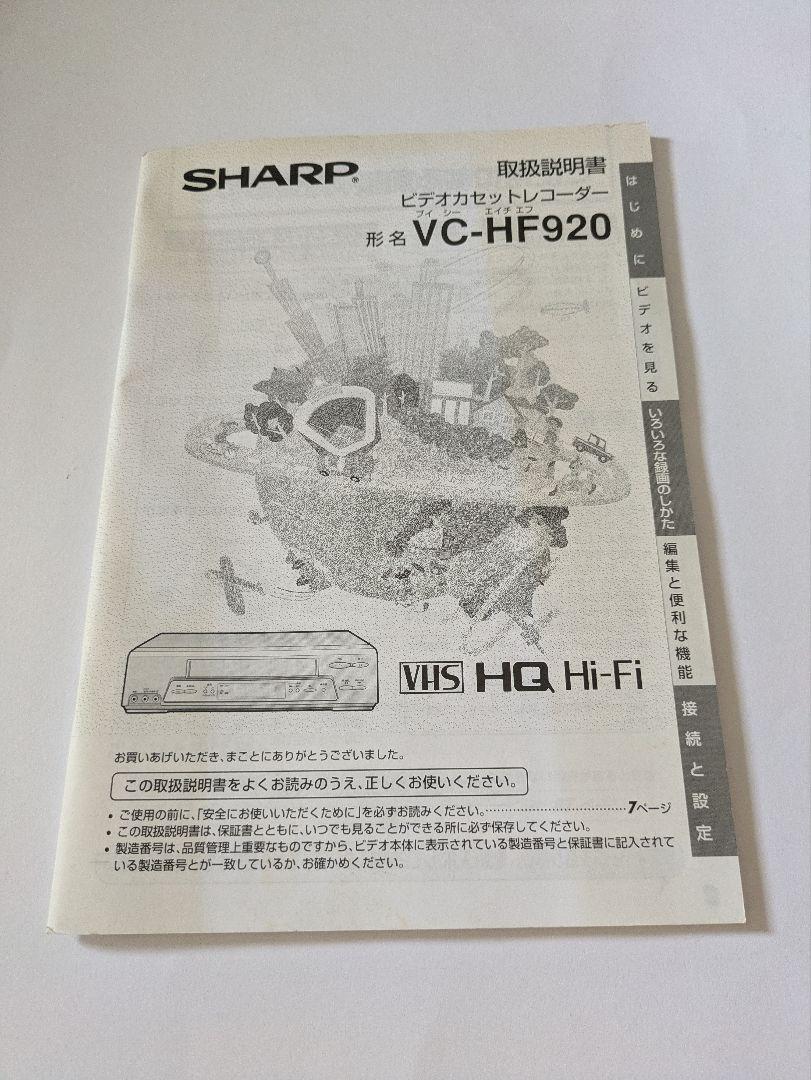 SHARP®
取扱説明書
ビデオカセットレコーダー
ブイ シー エイチ エフ
形名 VC-HF920
はじめに
ビデオを見る
いろいろな録画のしかた
編集と便利な機能
接続と設定
VHS HQ Hi-Fi
お買いあげいただき、まことにありがとうございました。
この取扱説明書をよくお読みのうえ、正しくお使いください。
• ご使用の前に、「安全にお使いいただくために」を必ずお読みください。………………………………7ページ
• この取扱説明書は、保証書とともに、いつでも見ることができる所に必ず保存してください。
• 製造番号は、品質管理上重要なものですから、ビデオ本体に表示されている製造番号と保証書に記入されて
いる製造番号とが一致しているか、お確かめください。